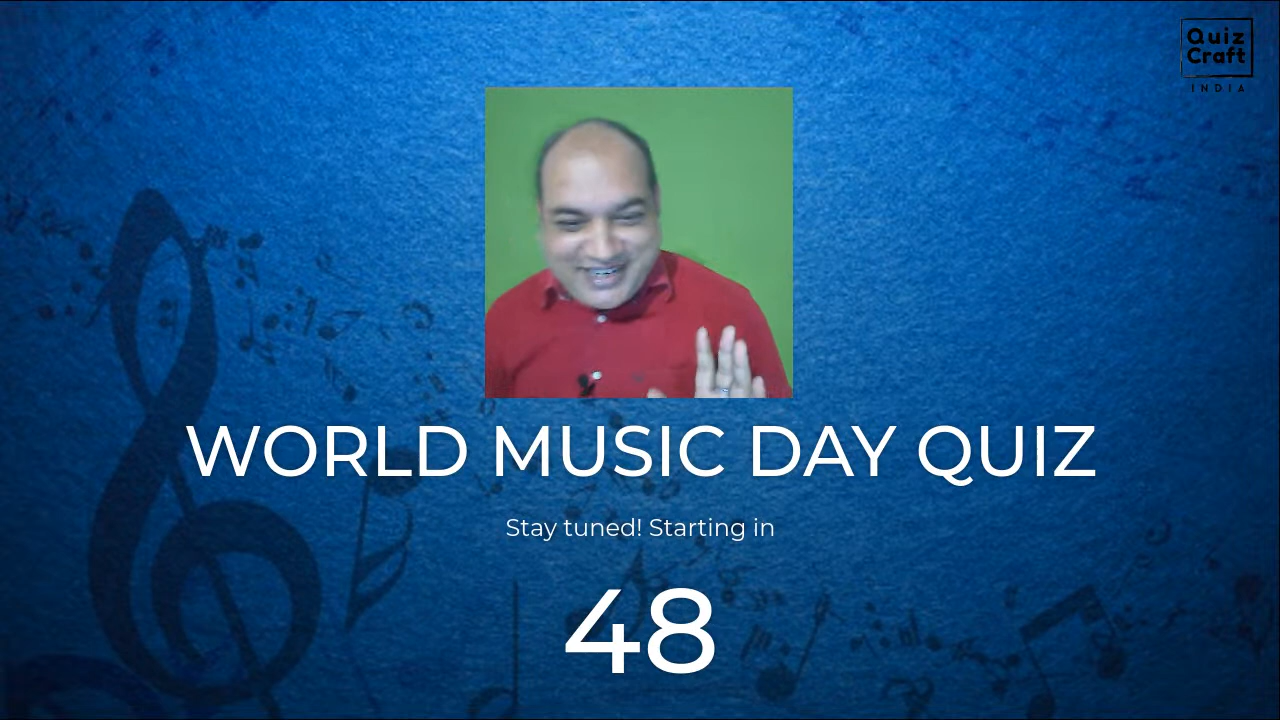 Quiz
Craft
INDIA
WORLD MUSIC DAY QUIZ
Stay tuned! Starting in
48